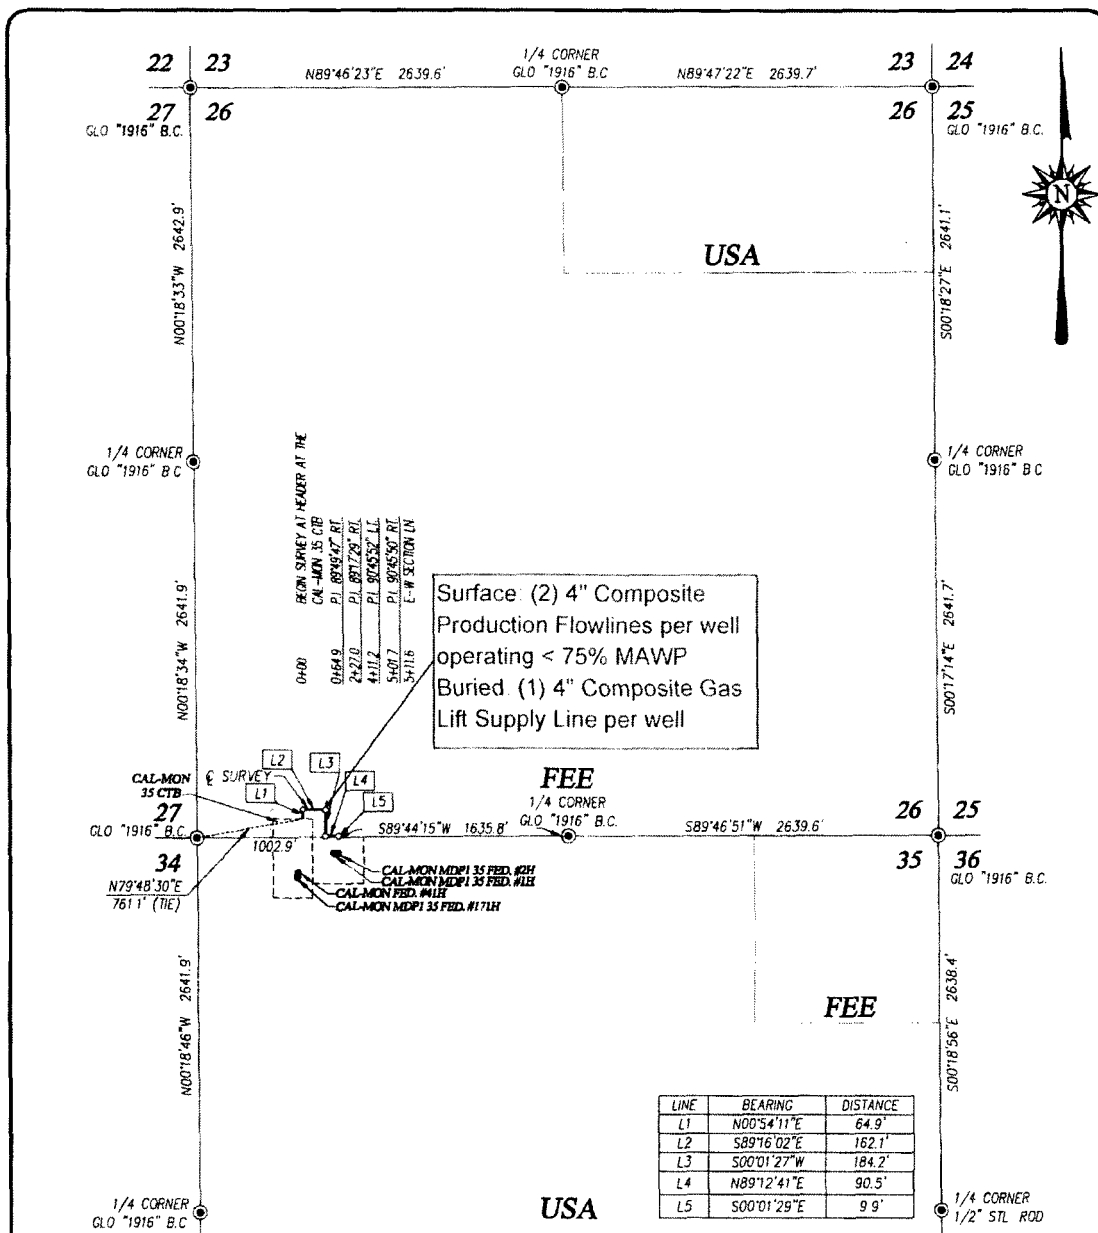 22 23
N89°46'23"E 2639.6'
1/4 CORNER
GLO "1916" B.C
N89°47'22"E 2639.7'
23 24
27 26
GLO "1916" B.C.
26 25
GLO "1916" B.C.
N
N00°18'33"W 2642.9'
USA
S00°18'27"E 2641.1'
1/4 CORNER
GLO "1916" B.C
1/4 CORNER
GLO "1916" B.C
0+00 BEGIN SURVEY AT HEADER AT THE
CAL-MON 35 CTB
0+64.9 P.I. 89°49'47" RT.
2+27.0 P.I. 89°17'29" RT.
4+11.2 P.I. 90°45'52" LT.
5+01.7 P.I. 90°45'50" RT.
5+11.6 E-W SECTION LN.
N00°18'34"W 2641.9'
Surface: (2) 4" Composite
Production Flowlines per well
operating < 75% MAWP
Buried: (1) 4" Composite Gas
Lift Supply Line per well
S00°17'14"E 2641.7'
CAL-MON
35 CTB
℄ SURVEY
L1
L2
L3
L4
L5
FEE
1/4 CORNER
GLO "1916" B.C.
27
GLO "1916" B.C.
34
S89°44'15"W 1635.8'
S89°46'51"W 2639.6'
26 25
35 36
GLO "1916" B.C.
1002.9'
N79°48'30"E
761.1' (TIE)
CAL-MON MDP1 35 FED. #2H
CAL-MON MDP1 35 FED. #1H
CAL-MON FED. #41H
CAL-MON MDP1 35 FED. #171H
N00°18'46"W 2641.9'
FEE
S00°18'56"E 2638.4'
LINE BEARING DISTANCE
L1 N00°54'11"E 64.9'
L2 S89°16'02"E 162.1'
L3 S00°01'27"W 184.2'
L4 N89°12'41"E 90.5'
L5 S00°01'29"E 9.9'
1/4 CORNER
GLO "1916" B.C
USA
1/4 CORNER
1/2" STL ROD